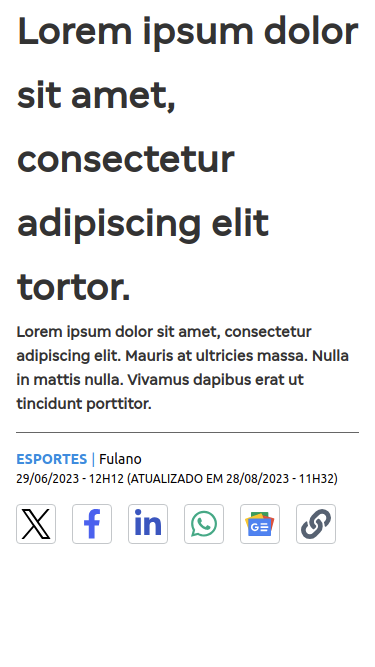 Lorem ipsum dolor
sit amet,
consectetur
adipiscing elit
tortor.
Lorem ipsum dolor sit amet, consectetur
adipiscing elit. Mauris at ultricies massa. Nulla
in mattis nulla. Vivamus dapibus erat ut
tincidunt porttitor.
ESPORTES | Fulano
29/06/2023 - 12H12 (ATUALIZADO EM 28/08/2023 - 11H32)